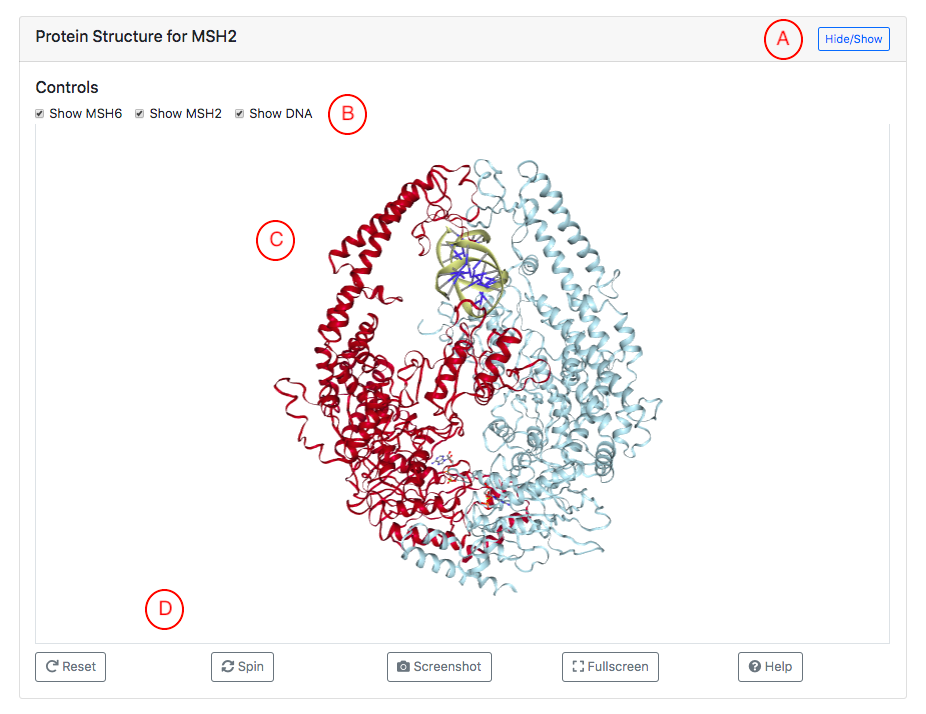 Protein Structure for MSH2
A
Hide/Show
Controls
Show MSH6 Show MSH2 Show DNA
B
C
D
Reset Spin Screenshot Fullscreen Help